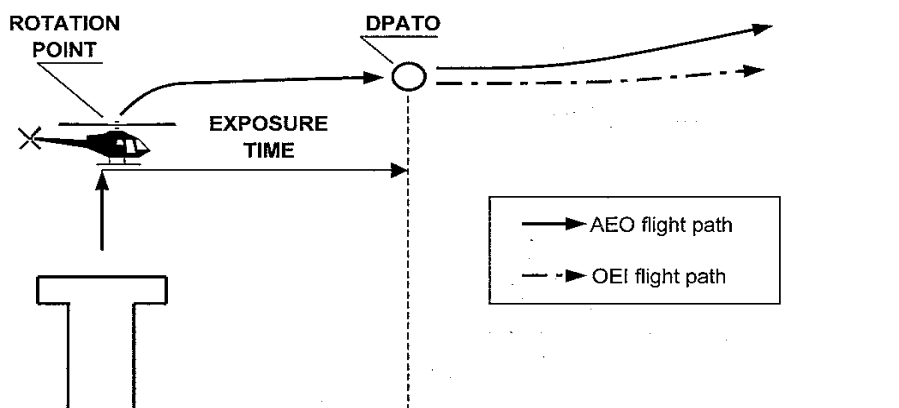 ROTATION
POINT
DPATO
EXPOSURE
TIME
AEO flight path
OEI flight path